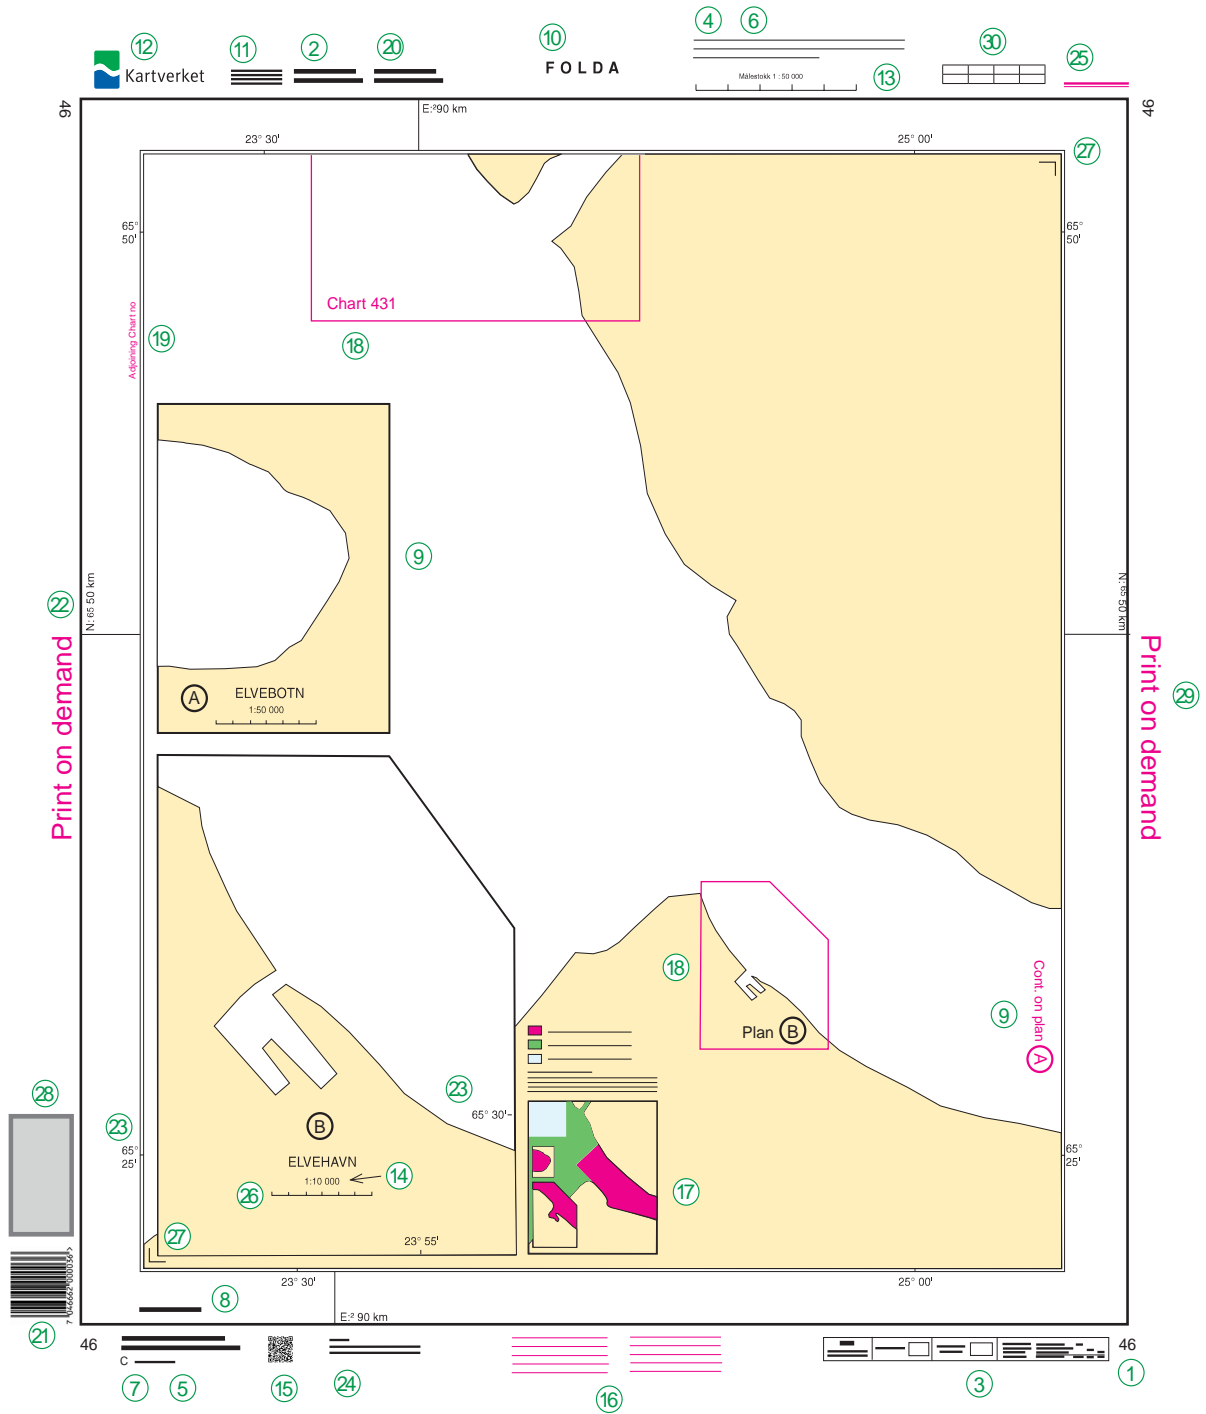 12
11
2
20
10
4
6
30
25
Kartverket
FOLDA
Målestokk 1 : 50 000
13
46
46
E:²90 km
23° 30'
25° 00'
27
65°
50'
65°
50'
Adjoining Chart no
19
Chart 431
18
9
22
N: 65 50 km
N: 65 50 km
Print on demand
Print on demand
29
A
ELVEBOTN
1:50 000
18
Plan B
9
Cont. on plan A
28
23
23
65° 30'
65°
25'
65°
25'
B
ELVEHAVN
1:10 000
14
26
17
27
23° 55'
23° 30'
25° 00'
8
E:² 90 km
7 046662 000036 >
21
46
46
C
7
5
15
24
16
3
1